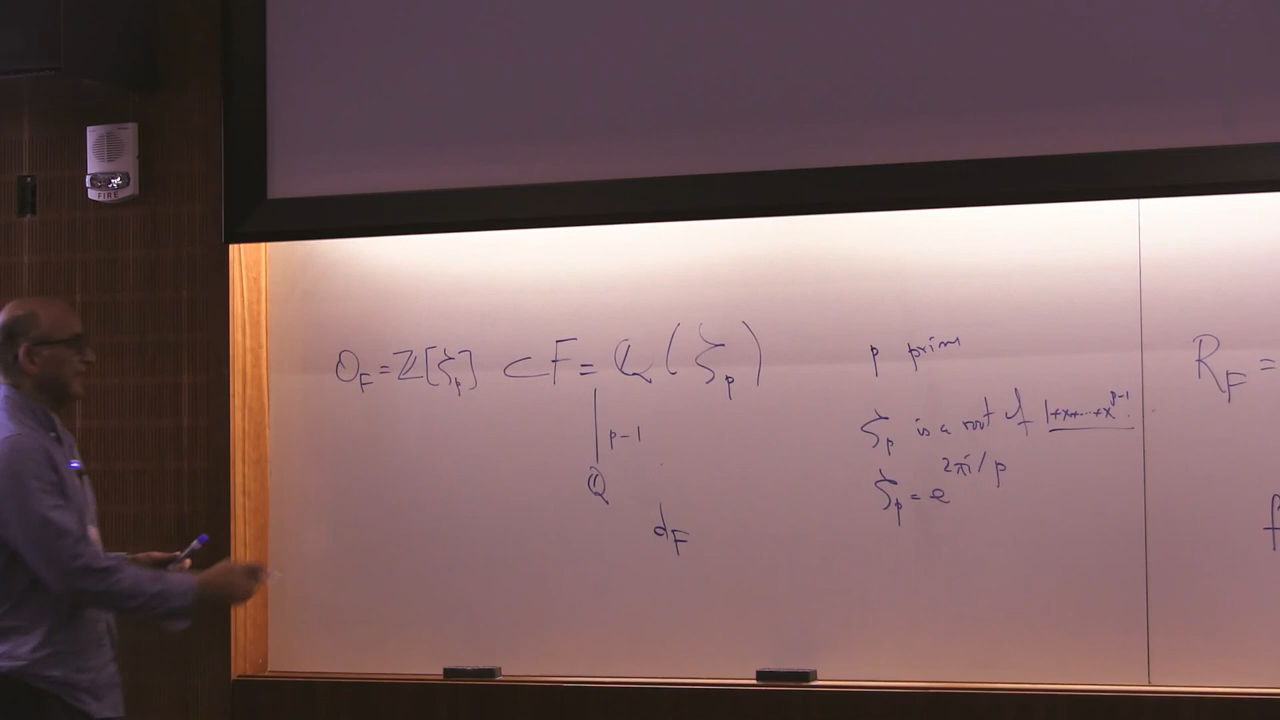 FIRE
O_F = ℤ[ζ_p] ⊂ F = ℚ(ζ_p)
p-1
ℚ
d_F
p prime
ζ_p is a root of 1+x+...+x^{p-1}.
ζ_p = e^{2πi/p}
R_F =
f